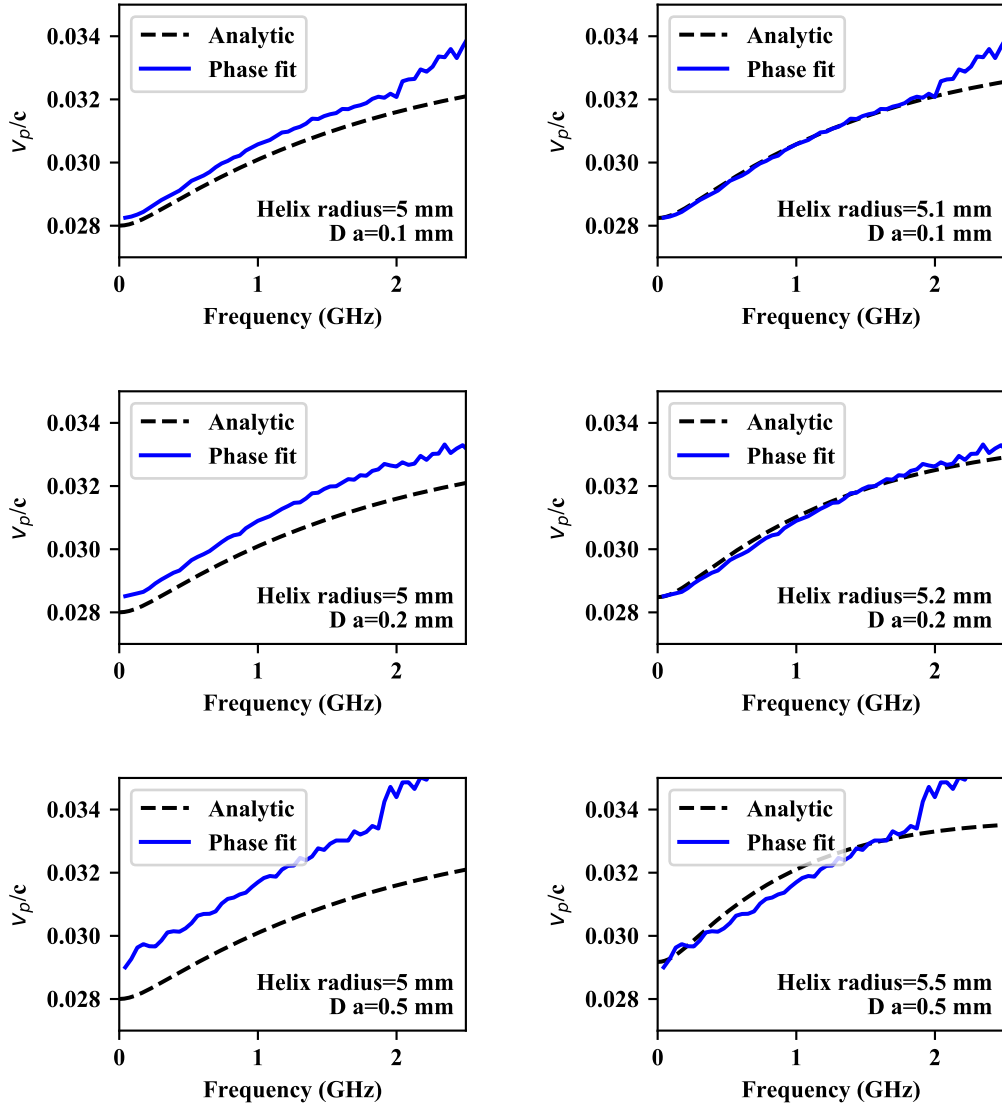 0.034
0.032
0.030
0.028
v_p/c
Analytic
Phase fit
Helix radius=5 mm
D a=0.1 mm
0
1
2
Frequency (GHz)
0.034
0.032
0.030
0.028
v_p/c
Analytic
Phase fit
Helix radius=5.1 mm
D a=0.1 mm
0
1
2
Frequency (GHz)
0.034
0.032
0.030
0.028
v_p/c
Analytic
Phase fit
Helix radius=5 mm
D a=0.2 mm
0
1
2
Frequency (GHz)
0.034
0.032
0.030
0.028
v_p/c
Analytic
Phase fit
Helix radius=5.2 mm
D a=0.2 mm
0
1
2
Frequency (GHz)
0.034
0.032
0.030
0.028
v_p/c
Analytic
Phase fit
Helix radius=5 mm
D a=0.5 mm
0
1
2
Frequency (GHz)
0.034
0.032
0.030
0.028
v_p/c
Analytic
Phase fit
Helix radius=5.5 mm
D a=0.5 mm
0
1
2
Frequency (GHz)